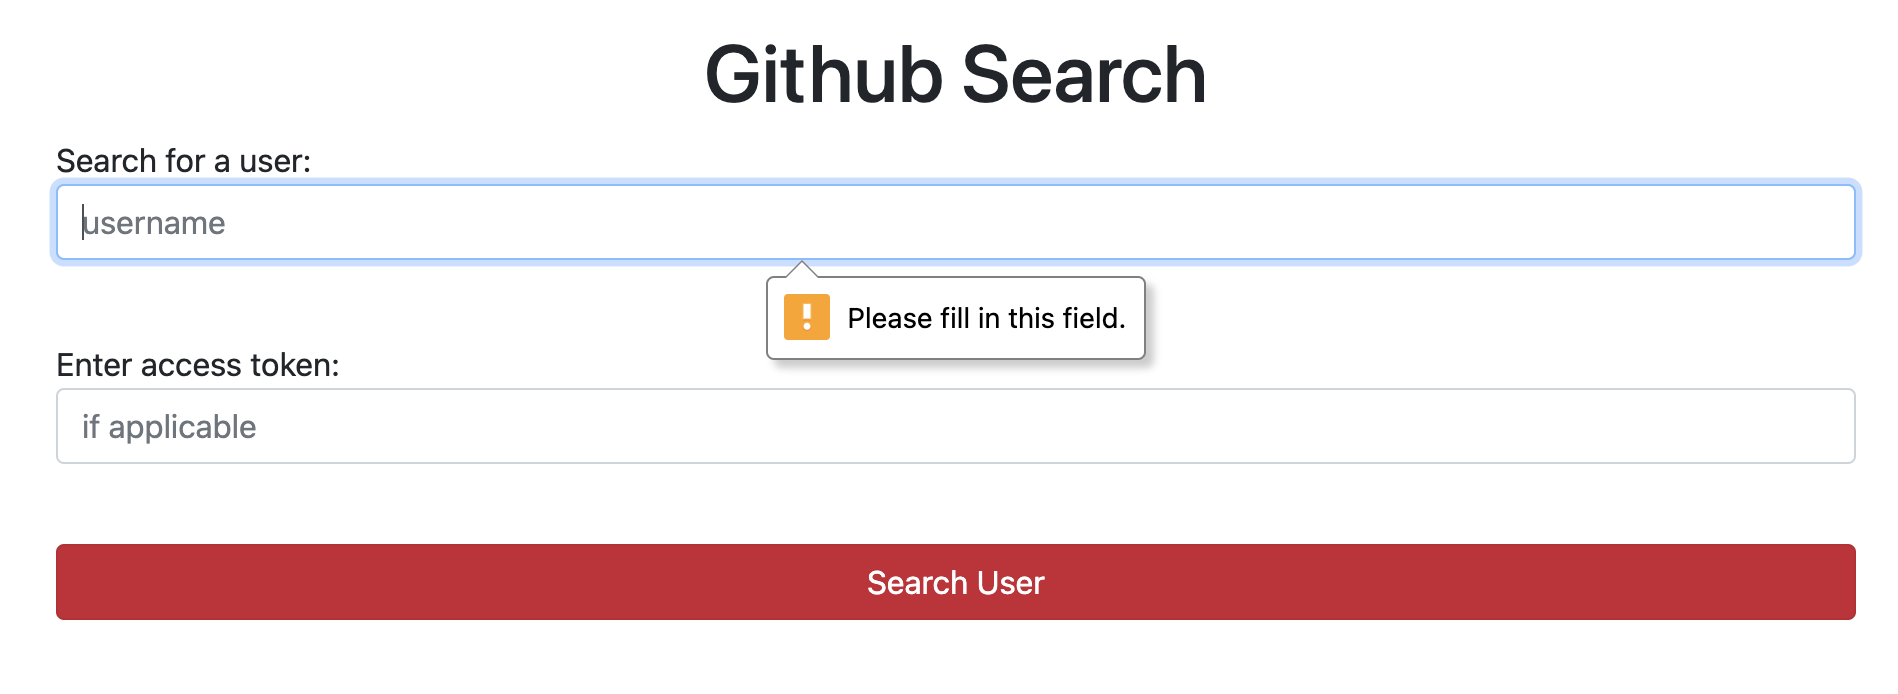 Github Search
Search for a user:
username
Please fill in this field.
Enter access token:
if applicable
Search User